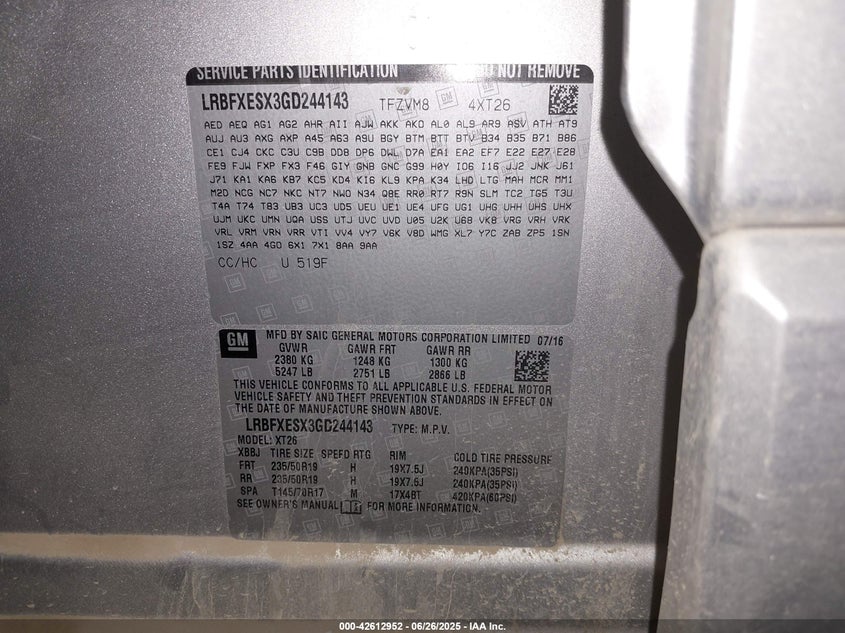 SERVICE PARTS IDENTIFICATION DO NOT REMOVE
LRBFXESX3GD244143 TFZVM8 4XT26
AED AEQ AG1 AG2 AHR AII AJW AKK AKO AL0 AL9 AR9 ASV ATH AT9
AUJ AU3 AXG AXP A45 A63 A9U BGY BTM BTT BTV B34 B35 B71 B86
CE1 CJ4 CKC C3U C9B DD8 DP6 DWL D7A EA1 EA2 EF7 E22 E27 E28
FE9 FJW FXP FX3 F46 GIY GNB GNC G99 H0Y IO6 I16 JJ2 JNK J61
J71 KA1 KA6 KB7 KC5 KD4 KI6 KL9 KPA K34 LHD LTG MAH MCR MM1
M2D NCG NC7 NKC NT7 NWO N34 Q8E RR0 RT7 R9N SLM TC2 TG5 T3U
T4A T74 T83 UB3 UC3 UD5 UEU UE1 UE4 UFG UG1 UHG UHH UHS UHX
UJM UKC UMN UQA USS UTJ UVC UVD U05 U2K U68 VK8 VRG VRH VRK
VRL VRM VRN VRR VTI VV4 VY7 V6K V8D WMG XL7 Y7C ZAB ZP5 1SN
1SZ 4AA 4G0 6X1 7X1 8AA 9AA
CC/HC U 519F
GM MFD BY SAIC GENERAL MOTORS CORPORATION LIMITED 07/16
GVWR GAWR FRT GAWR RR
2380 KG 1248 KG 1300 KG
5247 LB 2751 LB 2866 LB
THIS VEHICLE CONFORMS TO ALL APPLICABLE U.S. FEDERAL MOTOR
VEHICLE SAFETY AND THEFT PREVENTION STANDARDS IN EFFECT ON
THE DATE OF MANUFACTURE SHOWN ABOVE.
LRBFXESX3GD244143 TYPE: M.P.V.
MODEL: XT26
XBBJ TIRE SIZE SPEED RTG RIM COLD TIRE PRESSURE
FRT 235/50R19 H 19X7.5J 240KPA(35PSI)
RR 235/50R19 H 19X7.5J 240KPA(35PSI)
SPA T145/70R17 M 17X4BT 420KPA(60PSI)
SEE OWNER'S MANUAL FOR MORE INFORMATION.
000-42612952 / 06/26/2025 - IAA Inc.